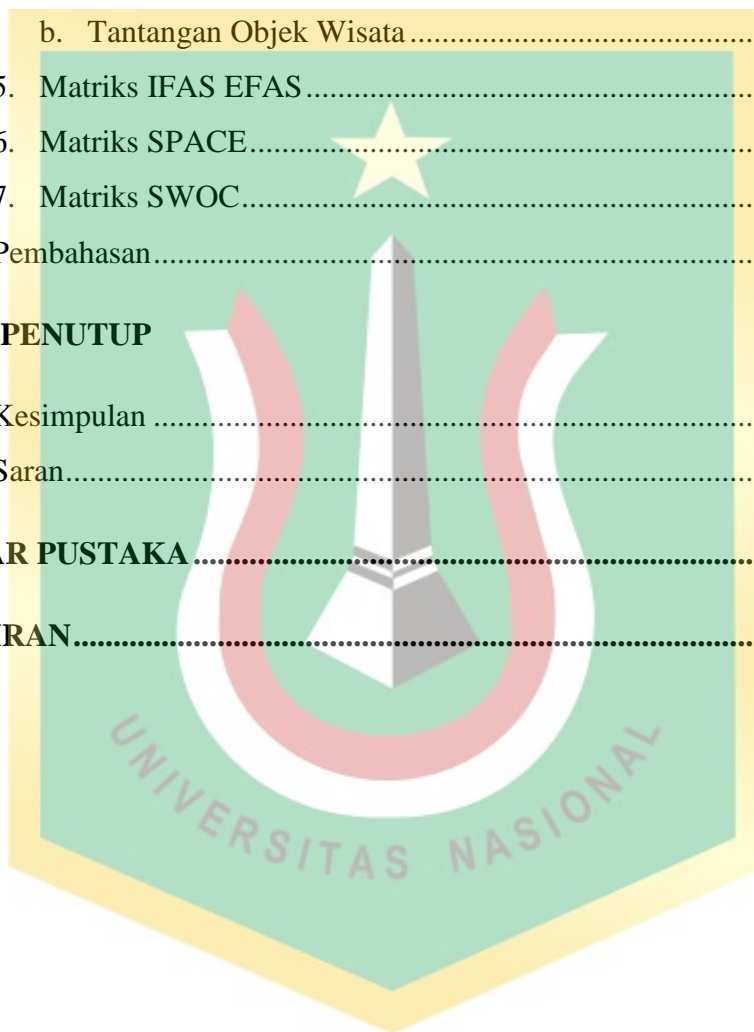 b. Tantangan Objek Wisata ........................................................
5. Matriks IFAS EFAS ........................................................
6. Matriks SPACE ........................................................
7. Matriks SWOC ........................................................
Pembahasan ........................................................
PENUTUP
Kesimpulan ........................................................
Saran ........................................................
AR PUSTAKA ........................................................
IRAN ........................................................
UNIVERSITAS NASIONAL